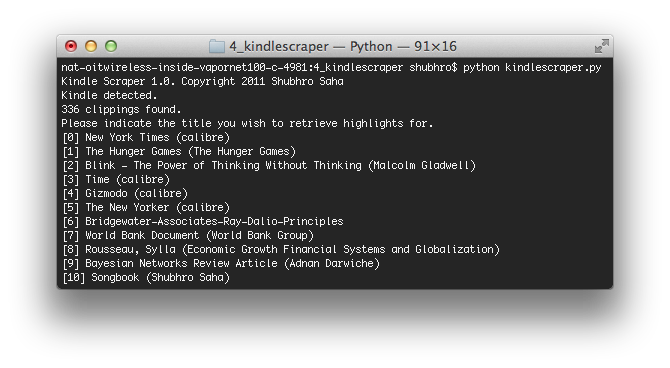 4_kindlescraper — Python — 91×16
nat-oitwireless-inside-vapornet100-c-4981:4_kindlescraper shubhro$ python kindlescraper.py
Kindle Scraper 1.0. Copyright 2011 Shubhro Saha
Kindle detected.
336 clippings found.
Please indicate the title you wish to retrieve highlights for.
[0] New York Times (calibre)
[1] The Hunger Games (The Hunger Games)
[2] Blink – The Power of Thinking Without Thinking (Malcolm Gladwell)
[3] Time (calibre)
[4] Gizmodo (calibre)
[5] The New Yorker (calibre)
[6] Bridgewater-Associates-Ray-Dalio-Principles
[7] World Bank Document (World Bank Group)
[8] Rousseau, Sylla (Economic Growth Financial Systems and Globalization)
[9] Bayesian Networks Review Article (Adnan Darwiche)
[10] Songbook (Shubhro Saha)